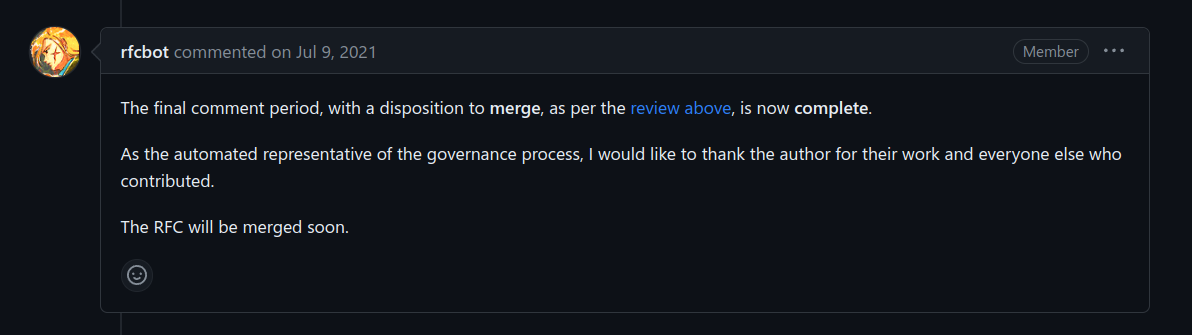 rfcbot commented on Jul 9, 2021
Member
The final comment period, with a disposition to merge, as per the review above, is now complete.
As the automated representative of the governance process, I would like to thank the author for their work and everyone else who
contributed.
The RFC will be merged soon.